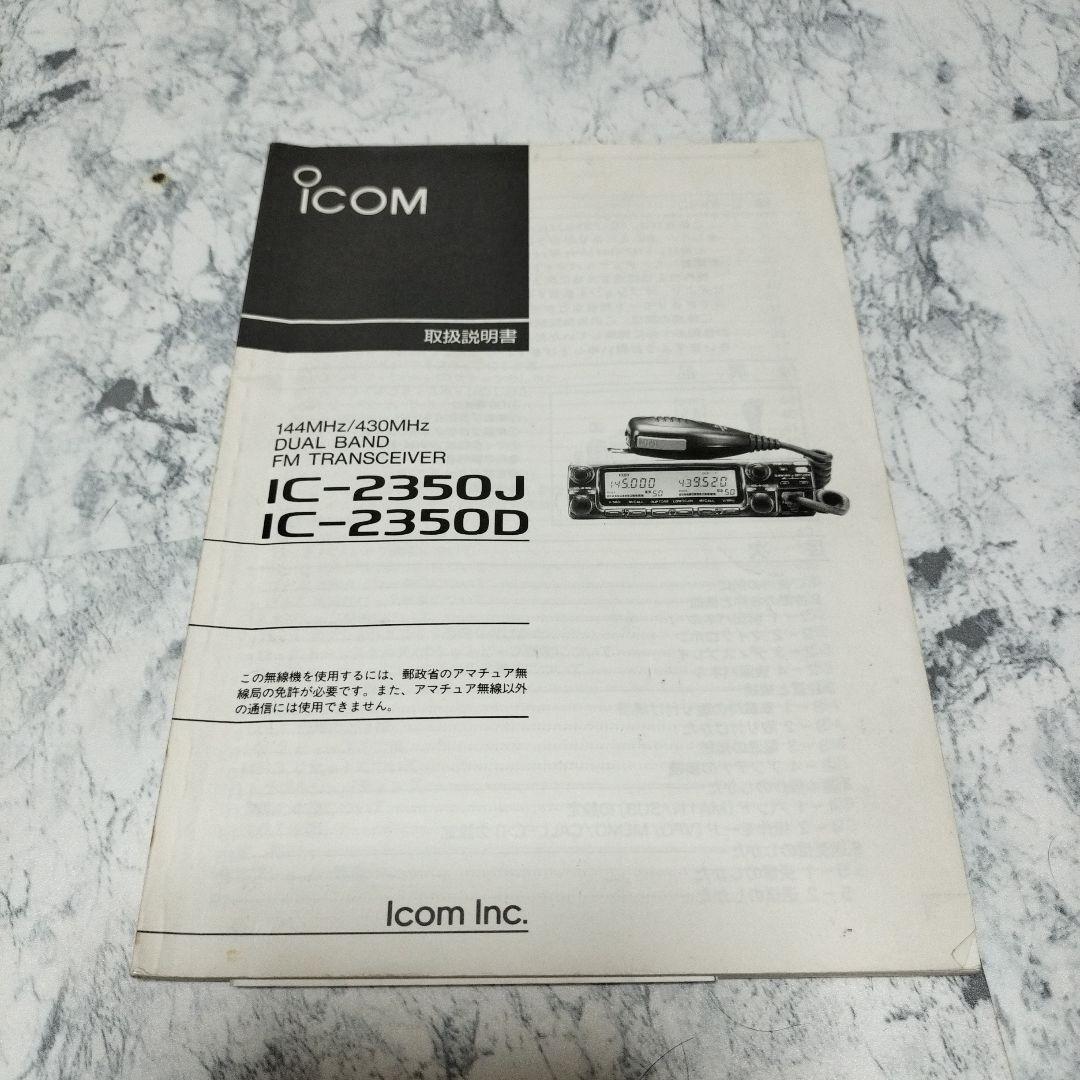 iCOM
取扱説明書
144MHz/430MHz
DUAL BAND
FM TRANSCEIVER
IC-2350J
IC-2350D
145.000 439.520
この無線機を使用するには、郵政省のアマチュア無
線局の免許が必要です。また、アマチュア無線以外
の通信には使用できません。
Icom Inc.